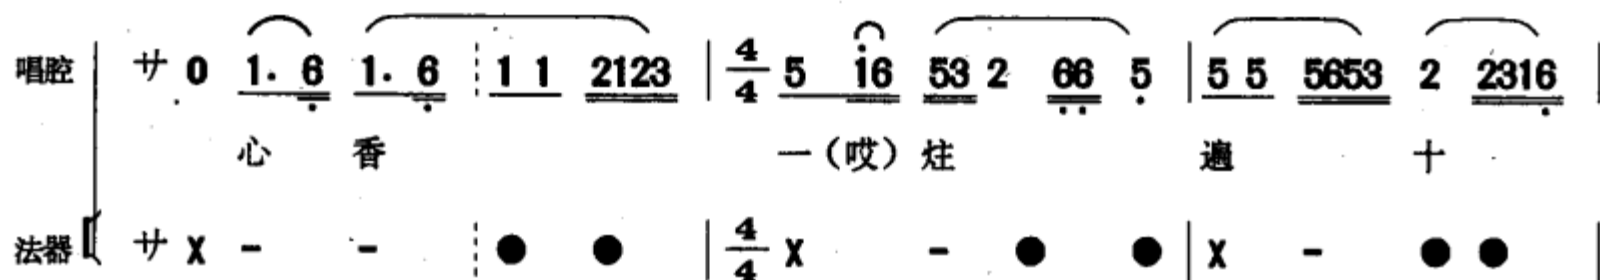 唱腔 サ 0 1. 6 1. 6 1 1 2123 4/4 5 i6 53 2 66 5 5 5 5653 2 2316
心 香 一（哎）炷 遍 十
法器 サ X - - ● ● 4/4 X - ● ● X - ● ●